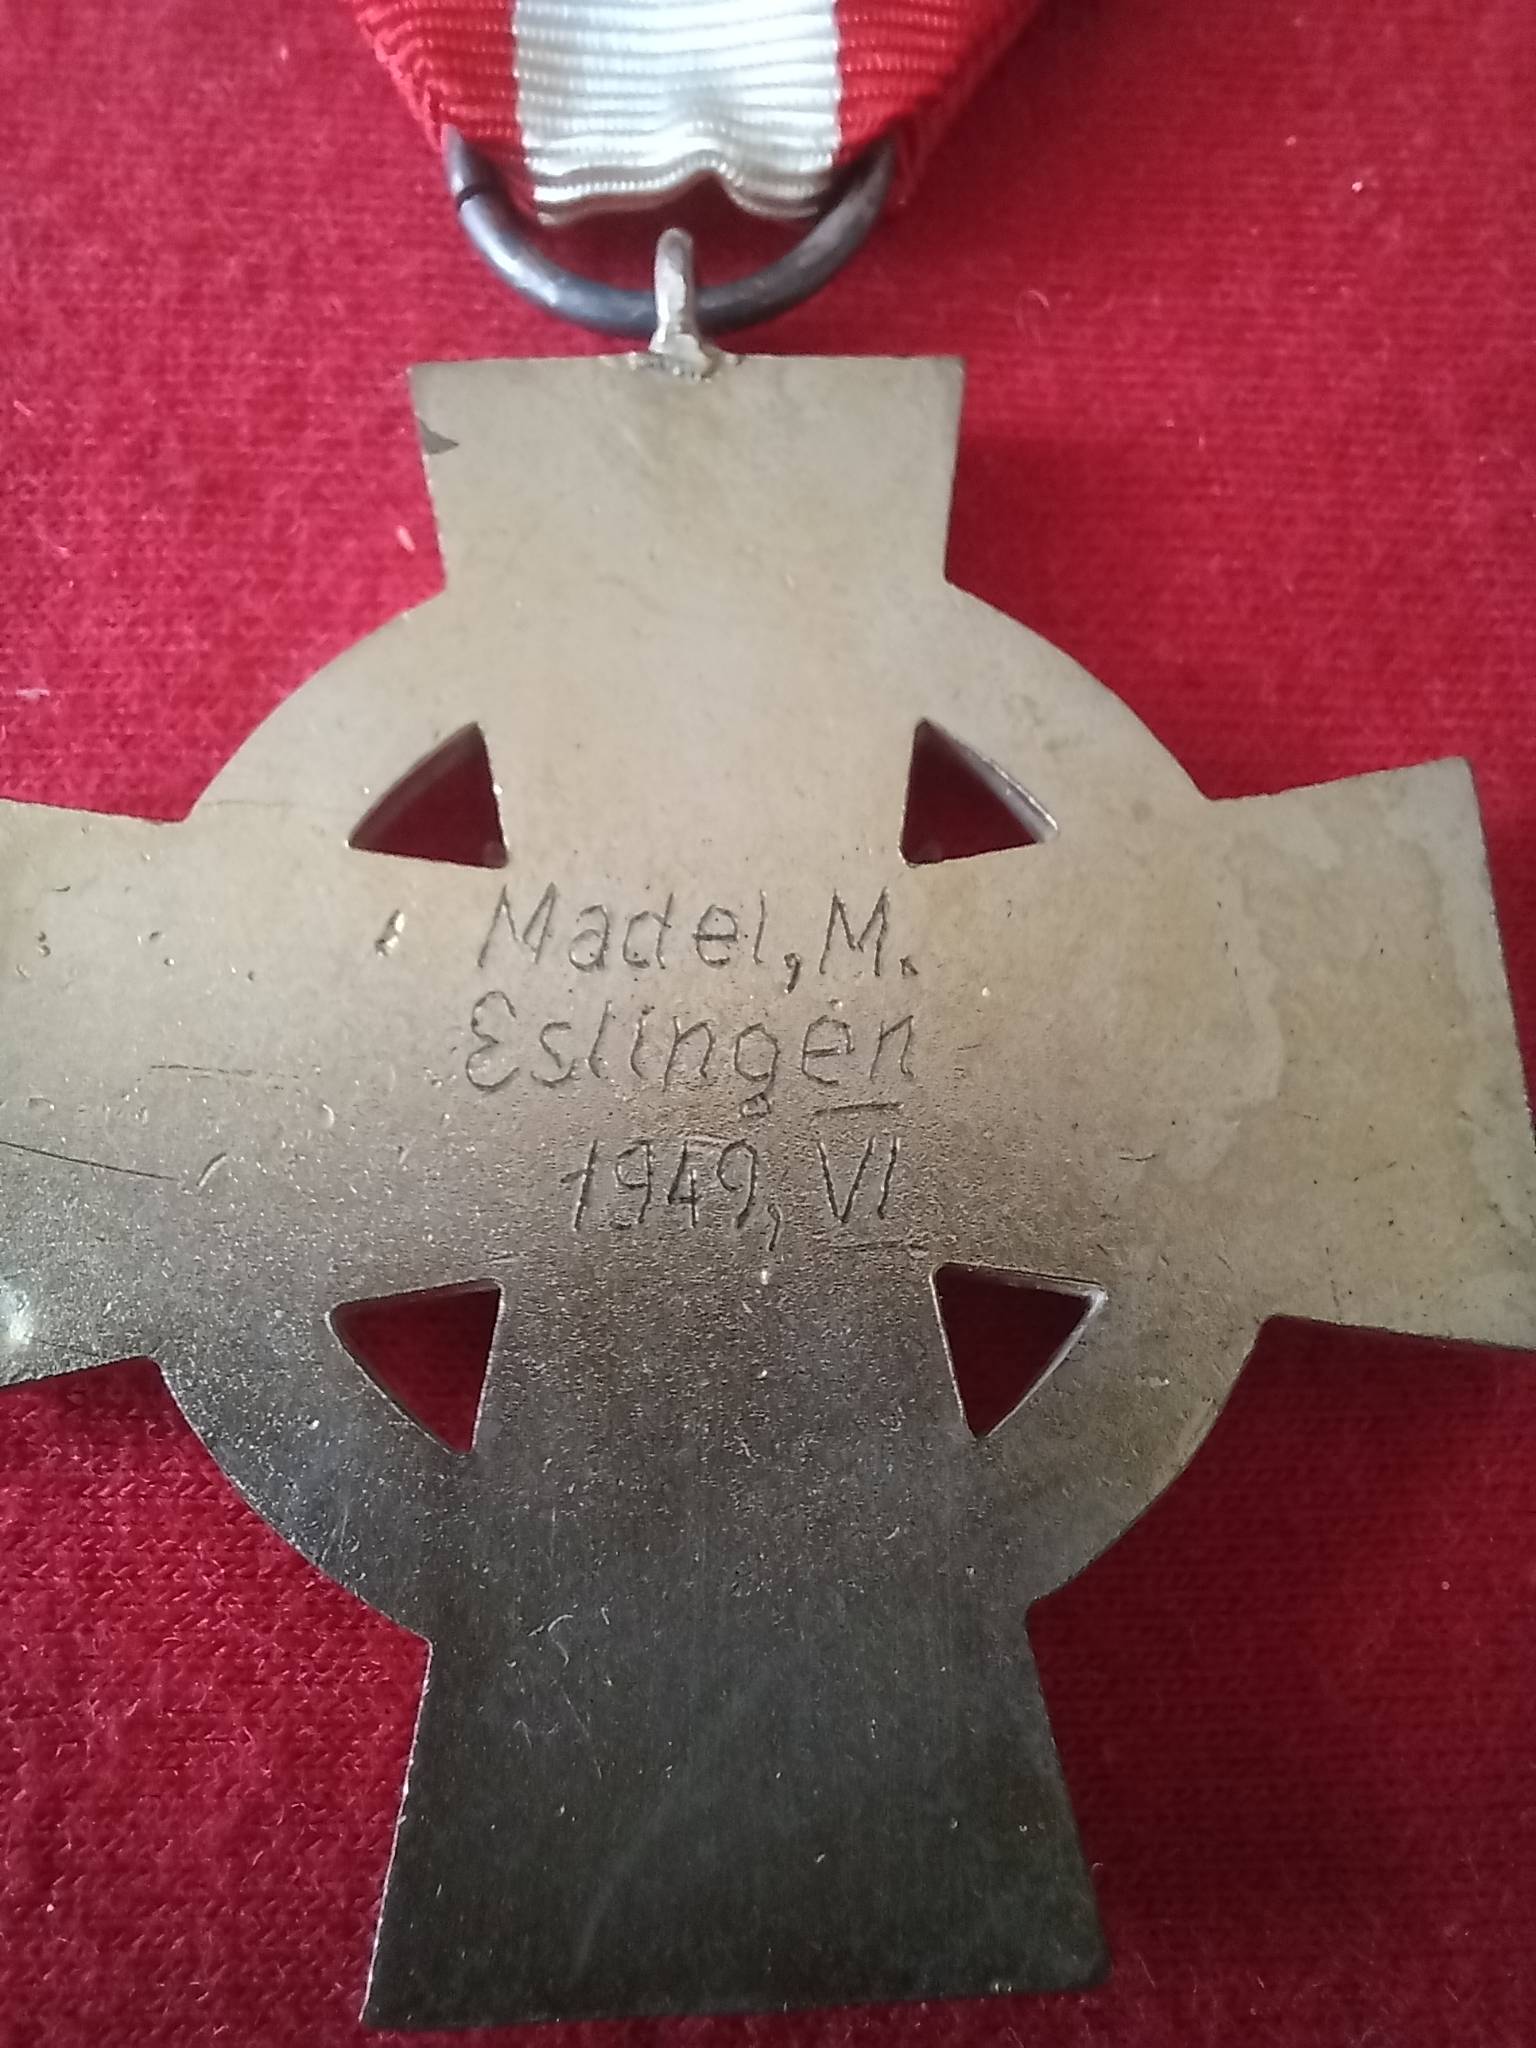 Madel, M.
Eslingen
1949, VI